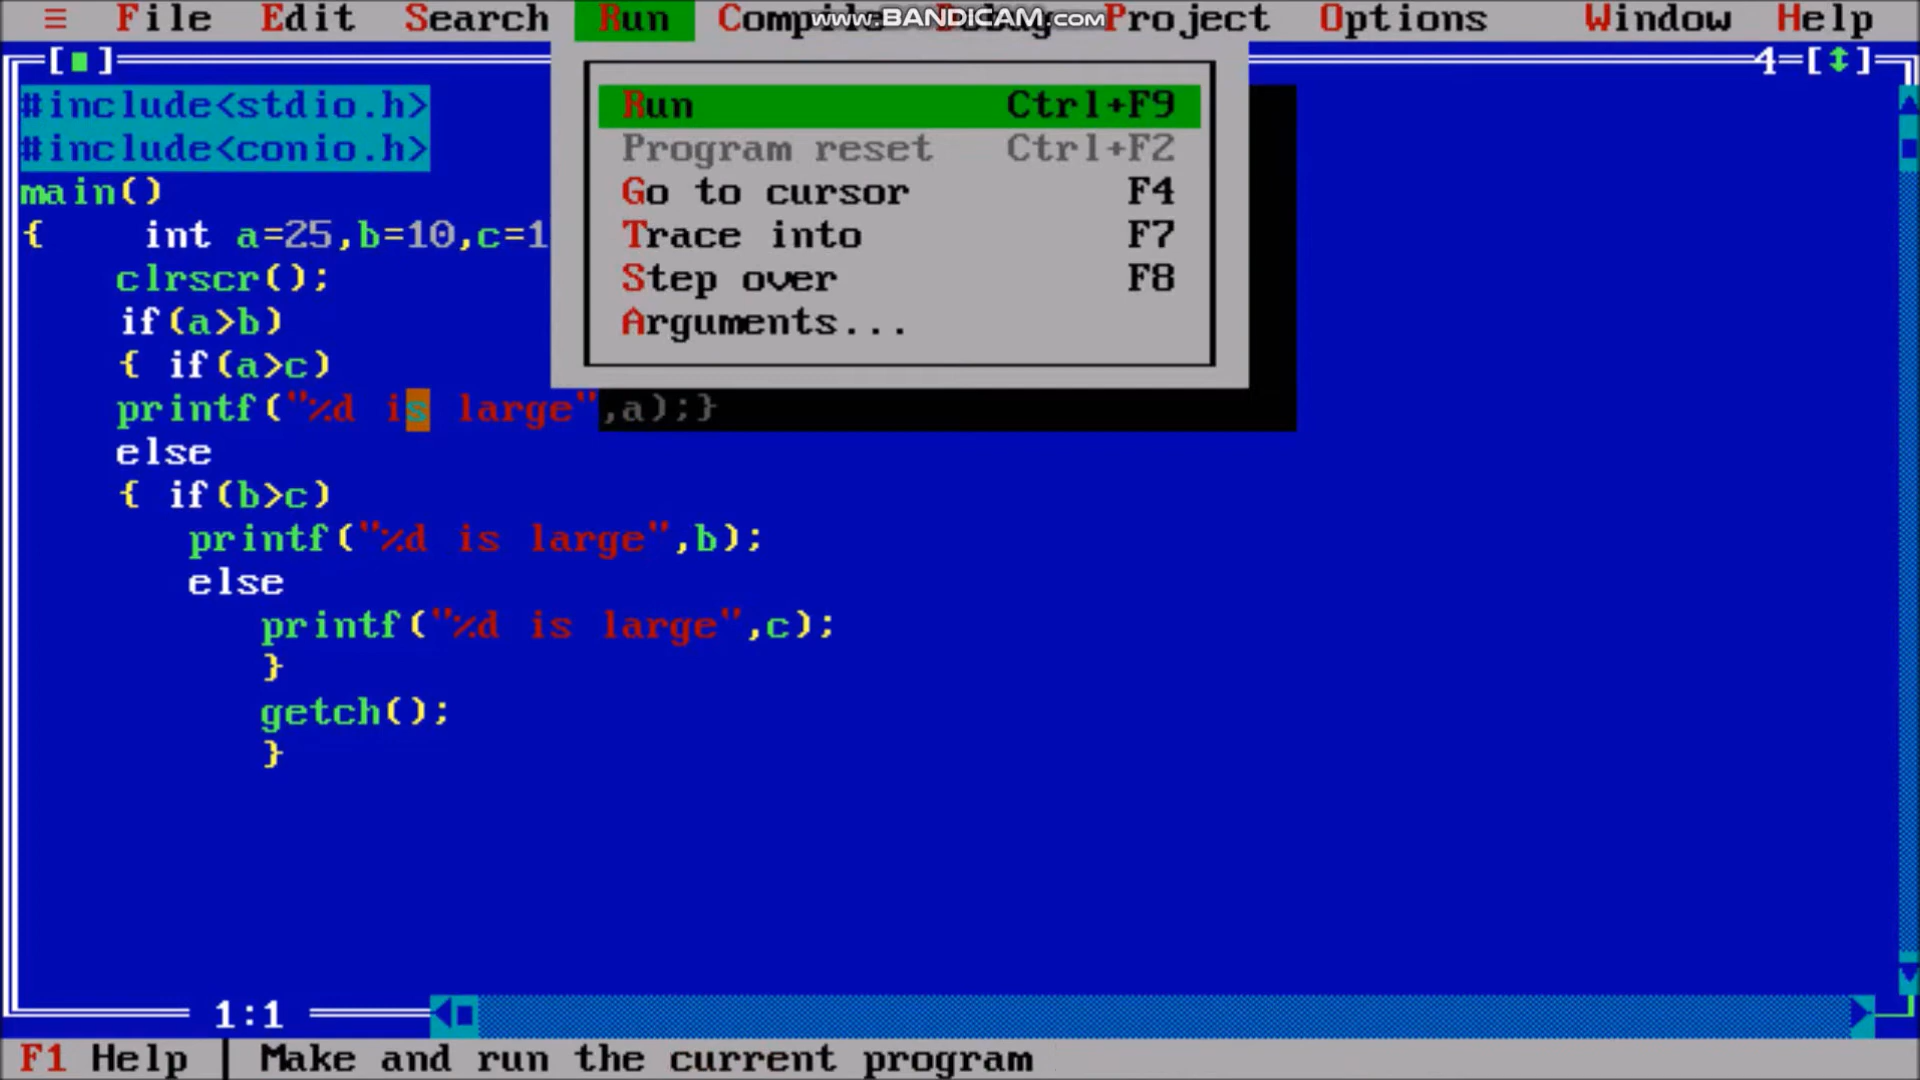 ≡ File Edit Search Run Compile Debug Project Options Window Help
www.BANDICAM.com
[■] 4=[↕]
#include<stdio.h>
#include<conio.h>
main()
{ int a=25,b=10,c=1
clrscr();
if(a>b)
{ if(a>c)
printf("%d is large",a);}
else
{ if(b>c)
printf("%d is large",b);
else
printf("%d is large",c);
}
getch();
}
Run Ctrl+F9
Program reset Ctrl+F2
Go to cursor F4
Trace into F7
Step over F8
Arguments...
1:1
F1 Help | Make and run the current program